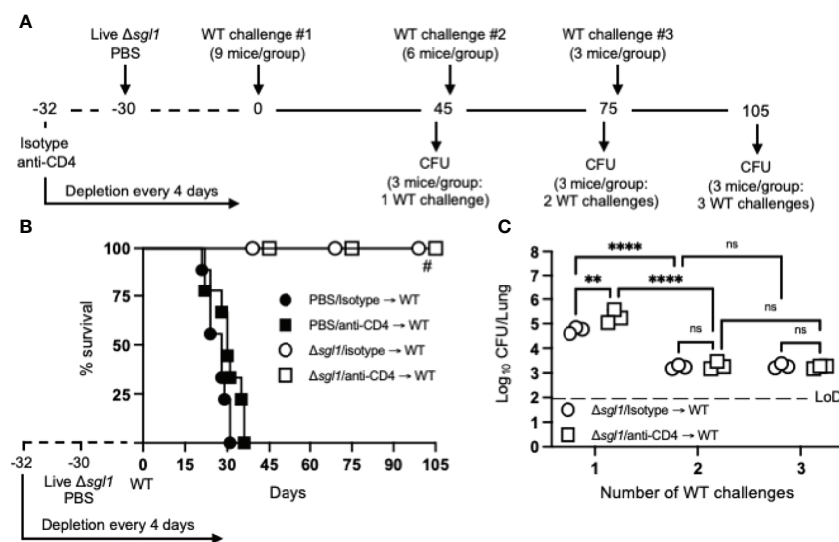 A
Live Δsgl1
PBS
WT challenge #1
(9 mice/group)
WT challenge #2
(6 mice/group)
WT challenge #3
(3 mice/group)
-32
-30
0
45
75
105
Isotype
anti-CD4
Depletion every 4 days
CFU
(3 mice/group:
1 WT challenge)
CFU
(3 mice/group:
2 WT challenges)
CFU
(3 mice/group:
3 WT challenges)
B
% survival
100
75
50
25
#
PBS/Isotype → WT
PBS/anti-CD4 → WT
Δsgl1/isotype → WT
Δsgl1/anti-CD4 → WT
-32
-30
0
15
30
45
60
75
90
105
Live Δsgl1
PBS
WT
Days
Depletion every 4 days
C
Log10 CFU/Lung
8
7
6
5
4
3
2
1
0
****
ns
**
****
ns
ns
ns
LoD
Δsgl1/Isotype → WT
Δsgl1/anti-CD4 → WT
1
2
3
Number of WT challenges